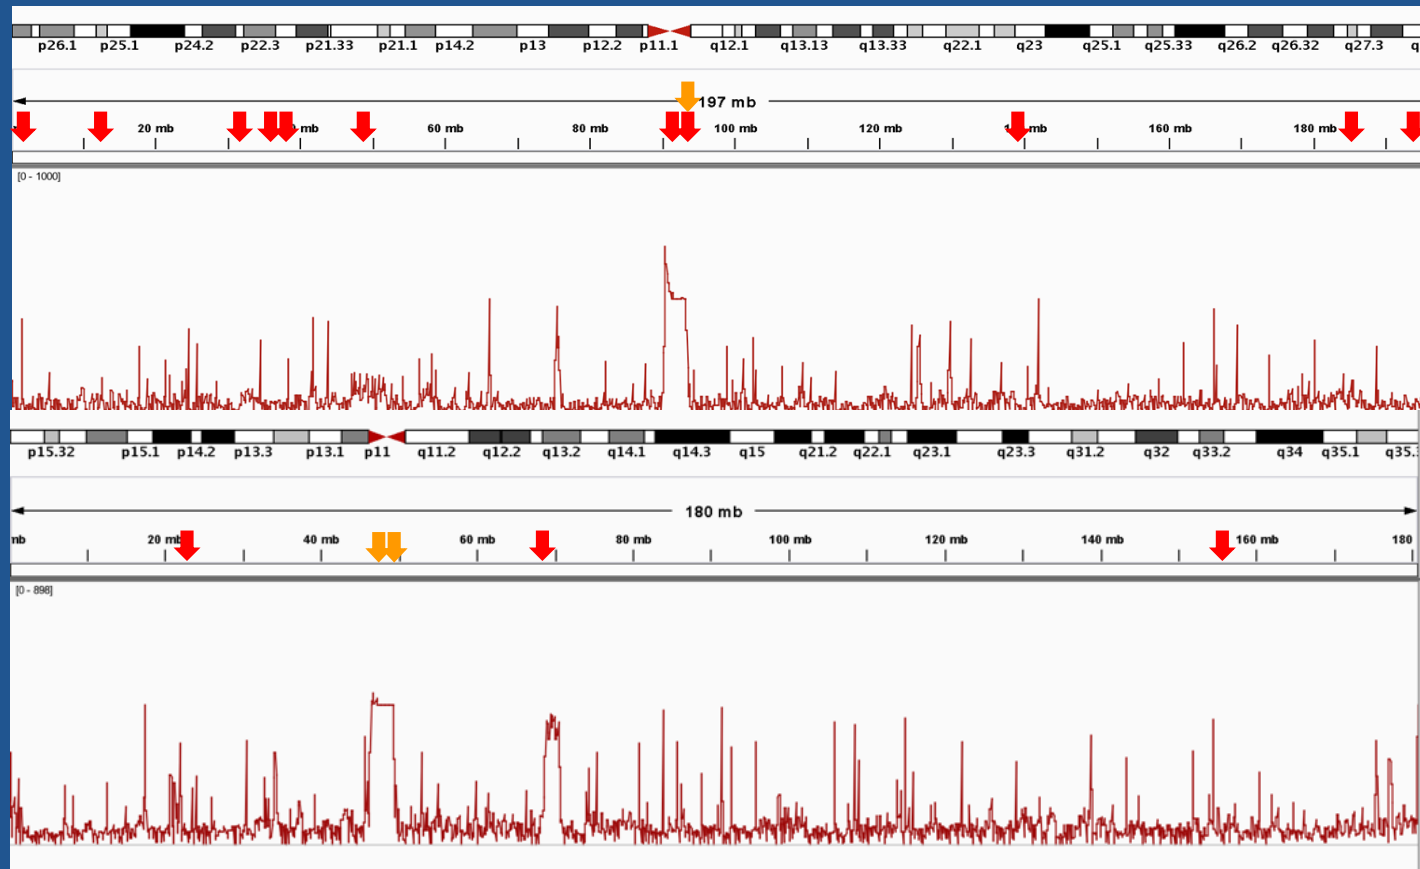 p26.1 p25.1 p24.2 p22.3 p21.33 p21.1 p14.2 p13 p12.2 p11.1 q12.1 q13.13 q13.33 q22.1 q23 q25.1 q25.33 q26.2 q26.32 q27.3 q
197 mb
20 mb mb 60 mb 80 mb 100 mb 120 mb mb 160 mb 180 mb
[0 - 1000]
p15.32 p15.1 p14.2 p13.3 p13.1 p11 q11.2 q12.2 q13.2 q14.1 q14.3 q15 q21.2 q22.1 q23.1 q23.3 q31.2 q32 q33.2 q34 q35.1 q35.
180 mb
mb 20 mb 40 mb 60 mb 80 mb 100 mb 120 mb 140 mb 160 mb 180
[0 - 898]